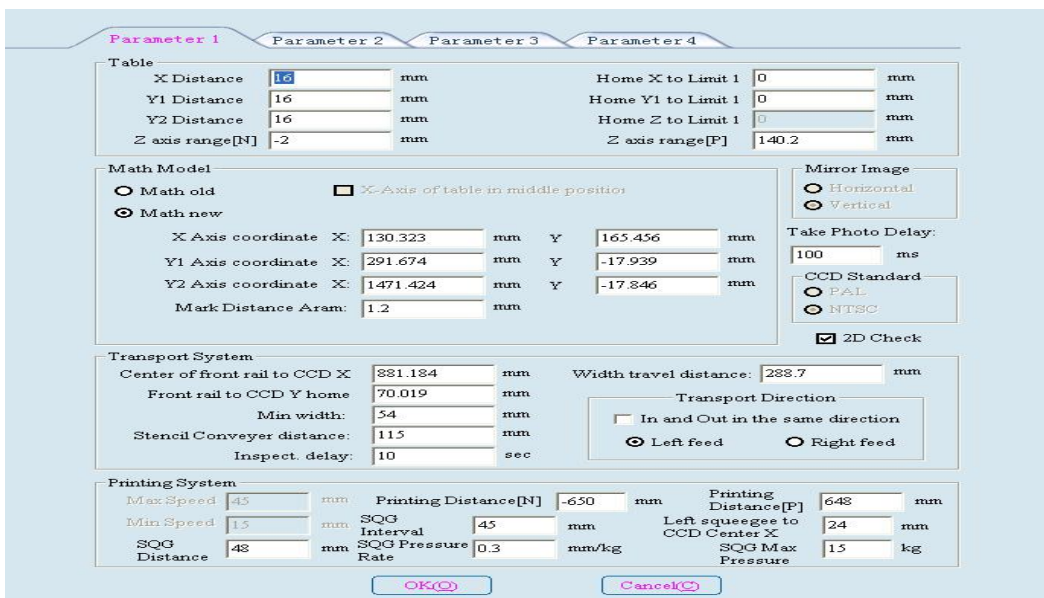 Parameter 1 Parameter 2 Parameter 3 Parameter 4
Table
X Distance 16 mm Home X to Limit 1 0 mm
Y1 Distance 16 mm Home Y1 to Limit 1 0 mm
Y2 Distance 16 mm Home Z to Limit 1 0 mm
Z axis range[N] -2 mm Z axis range[P] 140.2 mm
Math Model Mirror Image
Math old X-Axis of table in middle position Horizontal
Math new Vertical
X Axis coordinate X: 130.323 mm Y 165.456 mm Take Photo Delay:
Y1 Axis coordinate X: 291.674 mm Y -17.939 mm 100 ms
Y2 Axis coordinate X: 1471.424 mm Y -17.846 mm CCD Standard
PAL
Mark Distance Aram: 1.2 mm NTSC
2D Check
Transport System
Center of front rail to CCD X 881.184 mm Width travel distance: 288.7 mm
Front rail to CCD Y home 70.019 mm Transport Direction
Min width: 54 mm In and Out in the same direction
Stencil Conveyer distance: 115 mm Left feed Right feed
Inspect. delay: 10 sec
Printing System
Max Speed 45 mm Printing Distance[N] -650 mm Printing Distance[P] 648 mm
Min Speed 15 mm SQG Interval 45 mm Left squeegee to CCD Center X 24 mm
SQG Distance 48 mm SQG Pressure Rate 0.3 mm/kg SQG Max Pressure 15 kg
OK(O) Cancel(C)